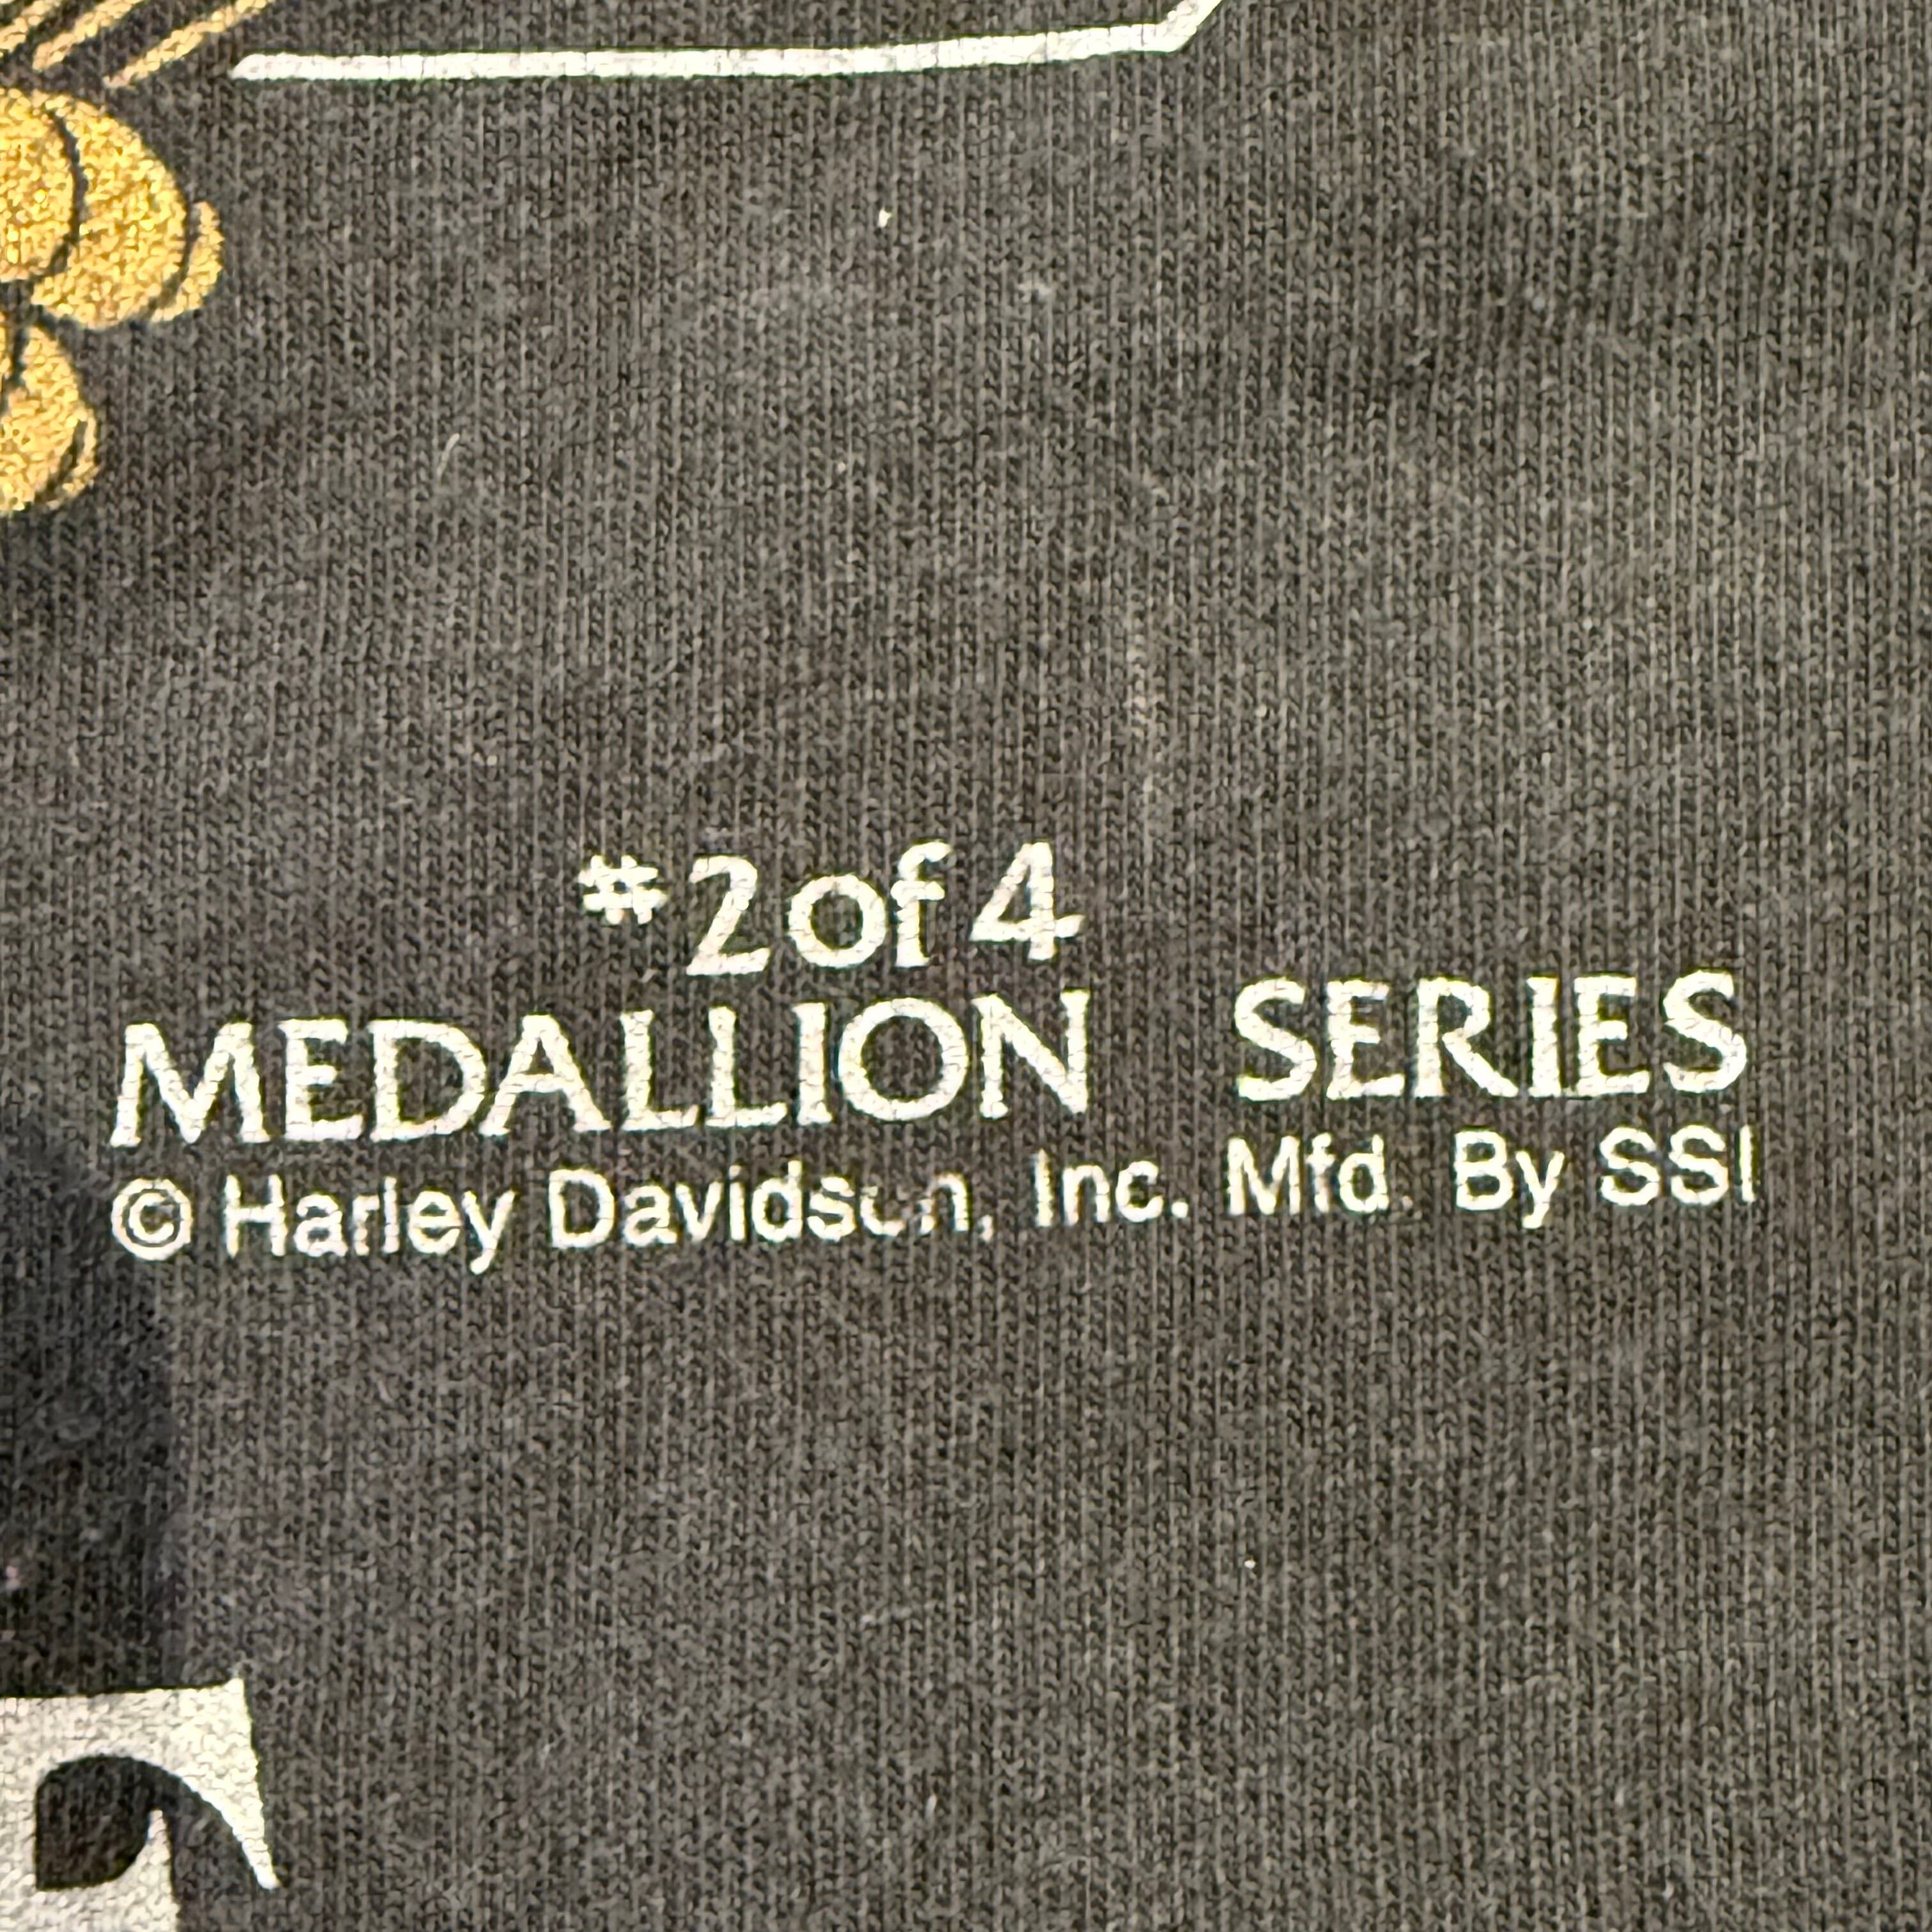 #2 of 4
MEDALLION SERIES
© Harley Davidson, Inc. Mfd. By SSI